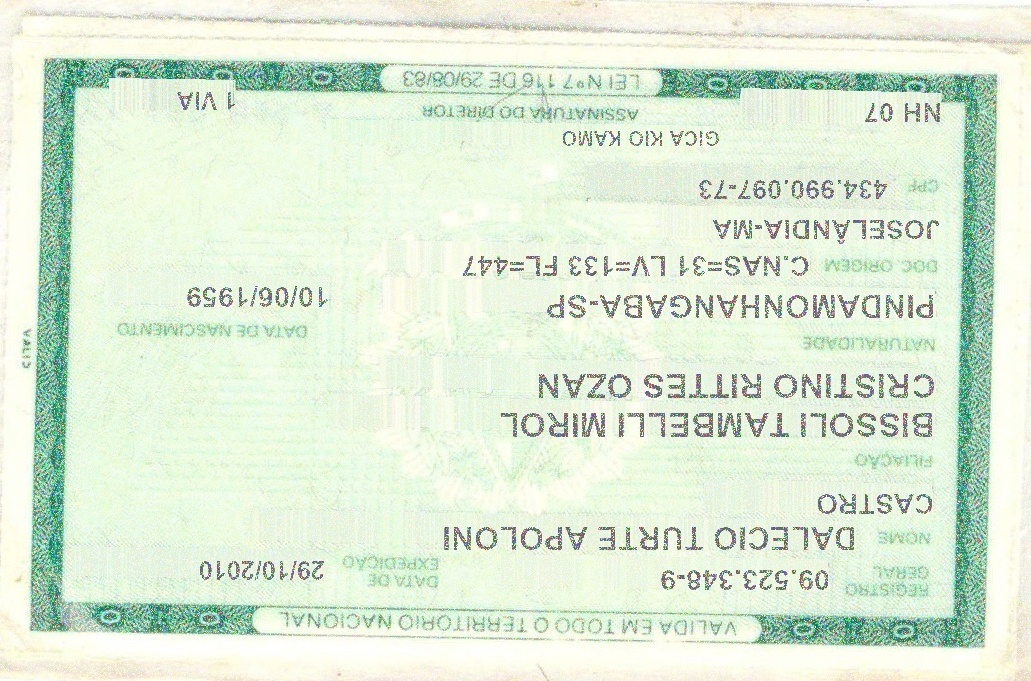 VALIDA EM TODO O TERRITÓRIO NACIONAL
REGISTRO GERAL 09.523.348-9 DATA DE EXPEDIÇÃO 29/10/2010
NOME DALECIO TURTE APOLONI
CASTRO
FILIAÇÃO
BISSOLI TAMBELLI MIROL
CRISTINO RITTES OZAN
NATURALIDADE DATA DE NASCIMENTO
PINDAMONHANGABA-SP 10/06/1959
DOC. ORIGEM C.NAS=31 LV=133 FL=447
JOSELÂNDIA-MA
CPF 434.990.097-73
GICA KIO KAMO
NH 07 ASSINATURA DO DIRETOR 1 VIA
LEI Nº 7.116 DE 29/08/83